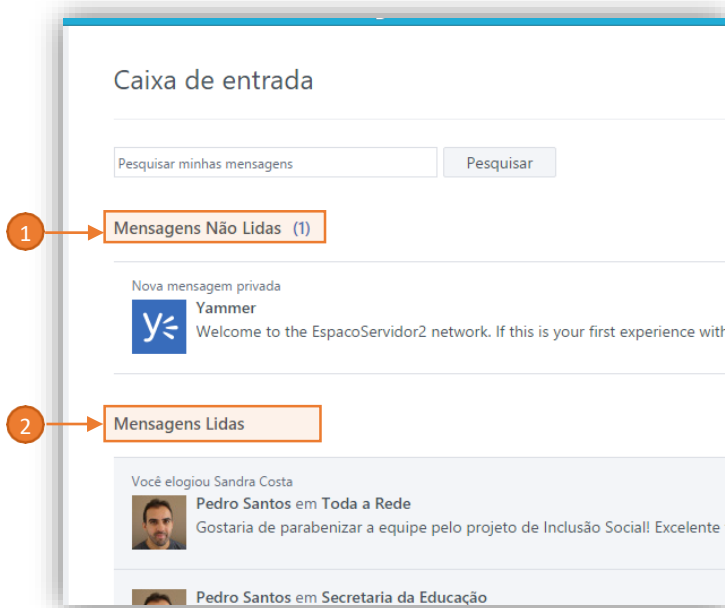 Caixa de entrada
Pesquisar minhas mensagens Pesquisar
1 Mensagens Não Lidas (1)
Nova mensagem privada
Yammer
Welcome to the EspacoServidor2 network. If this is your first experience with
2 Mensagens Lidas
Você elogiou Sandra Costa
Pedro Santos em Toda a Rede
Gostaria de parabenizar a equipe pelo projeto de Inclusão Social! Excelente
Pedro Santos em Secretaria da Educação